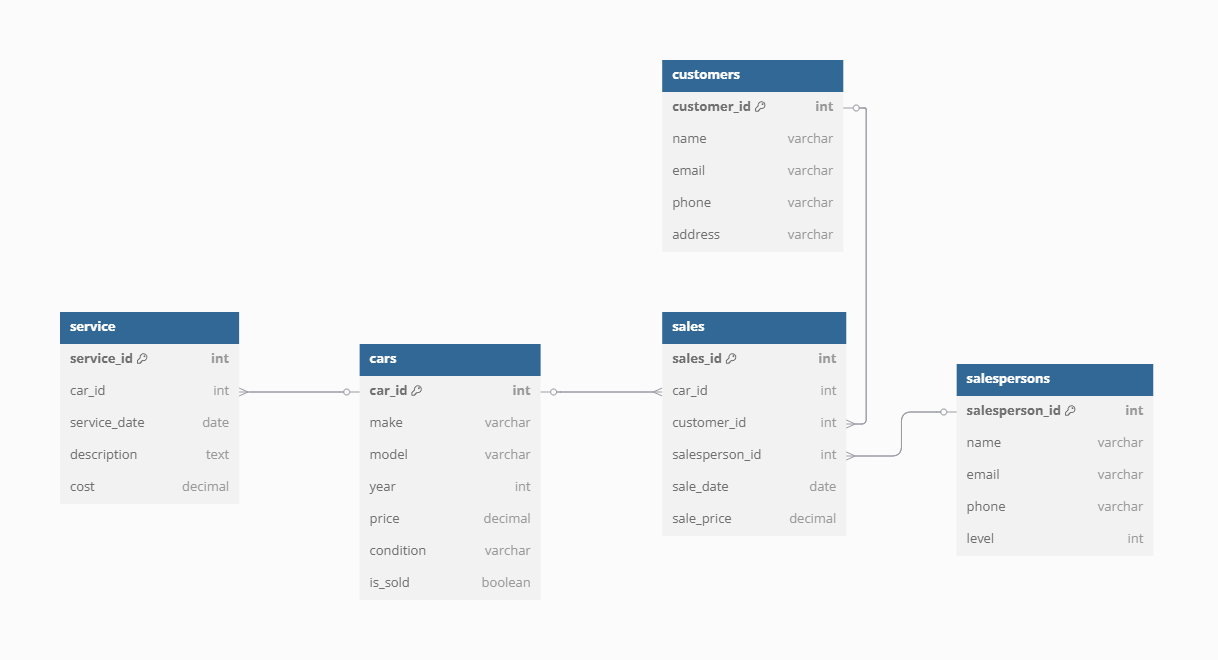 customers
customer_id int
name varchar
email varchar
phone varchar
address varchar
service
service_id int
car_id int
service_date date
description text
cost decimal
cars
car_id int
make varchar
model varchar
year int
price decimal
condition varchar
is_sold boolean
sales
sales_id int
car_id int
customer_id int
salesperson_id int
sale_date date
sale_price decimal
salespersons
salesperson_id int
name varchar
email varchar
phone varchar
level int